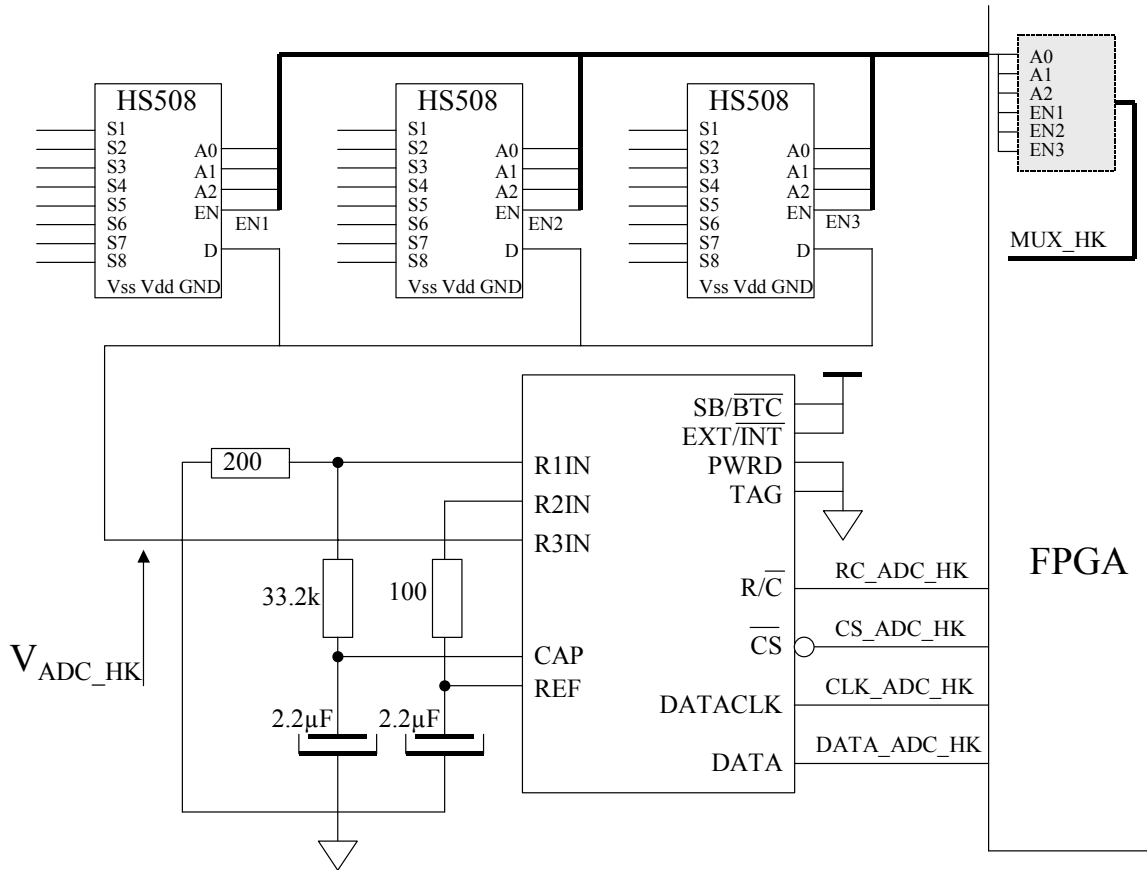 HS508
S1
S2
S3
S4
S5
S6
S7
S8
A0
A1
A2
EN
EN1
D
Vss Vdd GND
HS508
S1
S2
S3
S4
S5
S6
S7
S8
A0
A1
A2
EN
EN2
D
Vss Vdd GND
HS508
S1
S2
S3
S4
S5
S6
S7
S8
A0
A1
A2
EN
EN3
D
Vss Vdd GND
A0
A1
A2
EN1
EN2
EN3
MUX_HK
FPGA
200
33.2k
100
2.2µF
2.2µF
VADC_HK
R1IN
R2IN
R3IN
CAP
REF
SB/BTC
EXT/INT
PWRD
TAG
R/C
CS
DATACLK
DATA
RC_ADC_HK
CS_ADC_HK
CLK_ADC_HK
DATA_ADC_HK